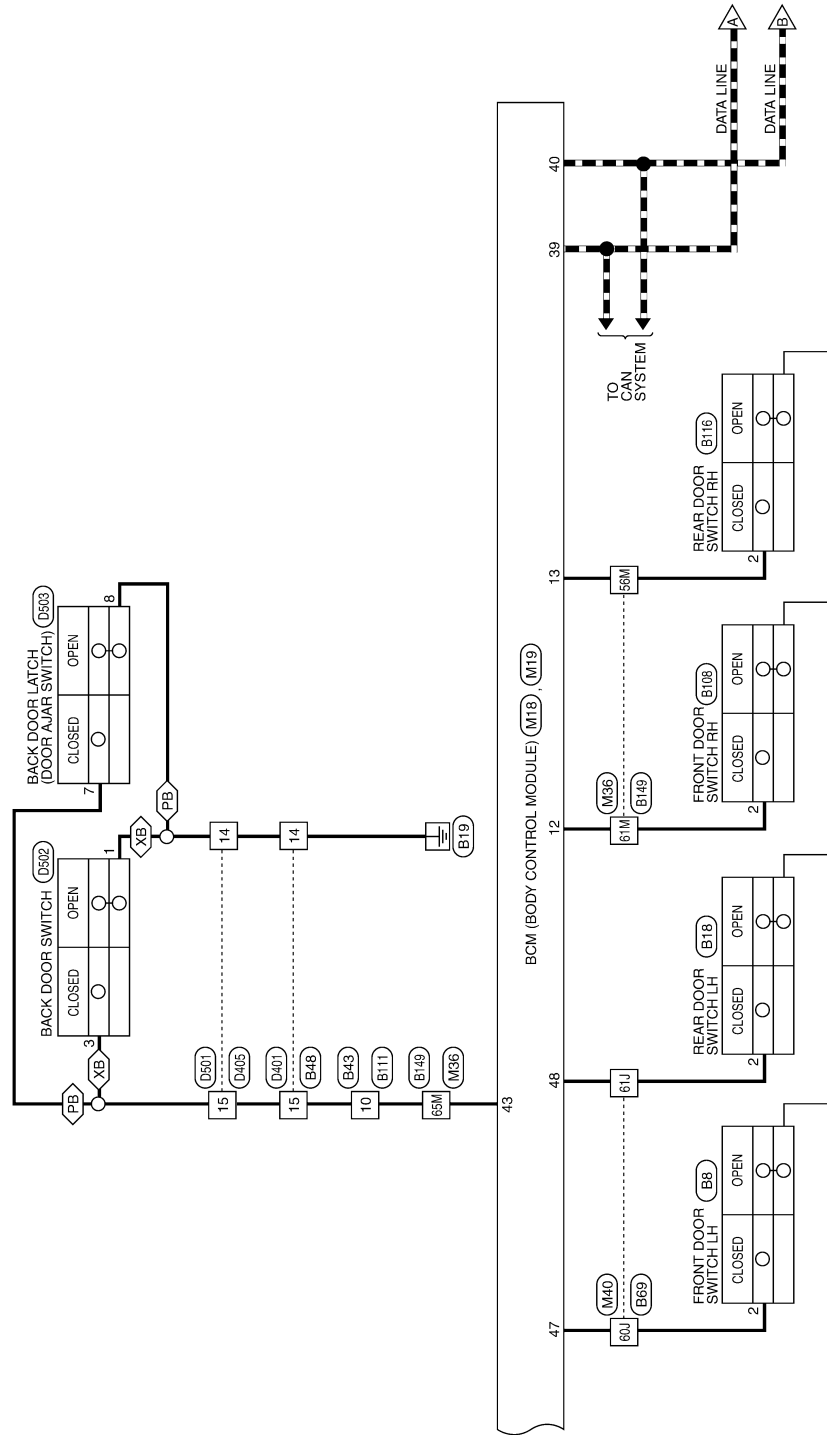 BACK DOOR LATCH
(DOOR AJAR SWITCH)
D503
CLOSED
OPEN
7
8
BACK DOOR SWITCH
D502
CLOSED
OPEN
3
1
PB
XB
XB
PB
D501
D405
15
14
D401
B48
15
14
B43
B111
10
B149
M36
65M
B19
43
BCM (BODY CONTROL MODULE)
M18
,
M19
47
48
12
13
39
40
M40
B69
60J
61J
M36
B149
61M
56M
TO
CAN
SYSTEM
DATA LINE
A
DATA LINE
B
FRONT DOOR
SWITCH LH
B8
CLOSED
OPEN
2
REAR DOOR
SWITCH LH
B18
CLOSED
OPEN
2
FRONT DOOR
SWITCH RH
B108
CLOSED
OPEN
2
REAR DOOR
SWITCH RH
B116
CLOSED
OPEN
2